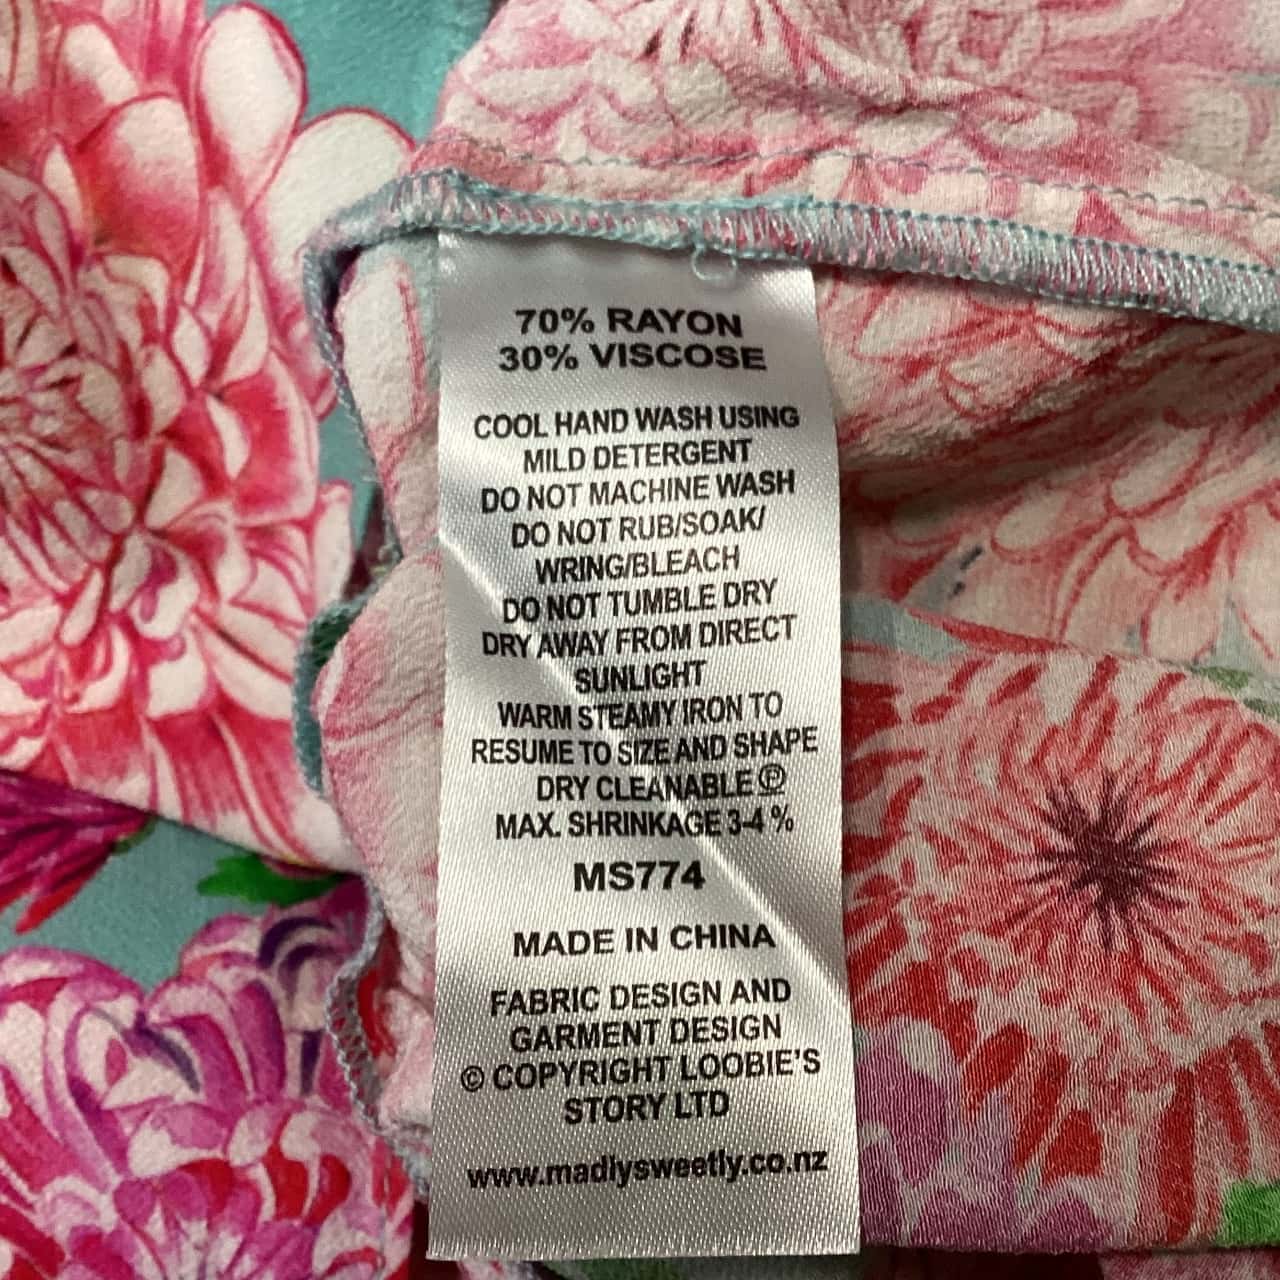 70% RAYON
30% VISCOSE
COOL HAND WASH USING
MILD DETERGENT
DO NOT MACHINE WASH
DO NOT RUB/SOAK/
WRING/BLEACH
DO NOT TUMBLE DRY
DRY AWAY FROM DIRECT
SUNLIGHT
WARM STEAMY IRON TO
RESUME TO SIZE AND SHAPE
DRY CLEANABLE Ⓟ
MAX. SHRINKAGE 3-4 %
MS774
MADE IN CHINA
FABRIC DESIGN AND
GARMENT DESIGN
© COPYRIGHT LOOBIE'S
STORY LTD
www.madlysweetly.co.nz